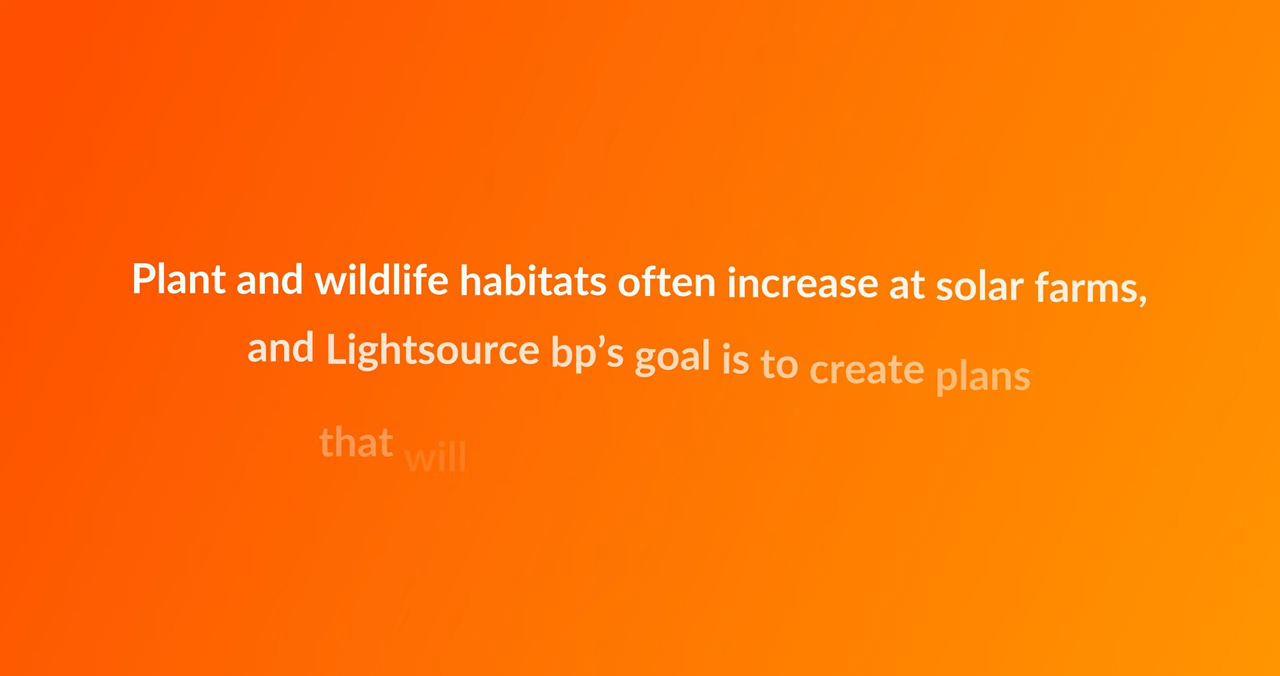 Plant and wildlife habitats often increase at solar farms,
and Lightsource bp’s goal is to create plans
that will